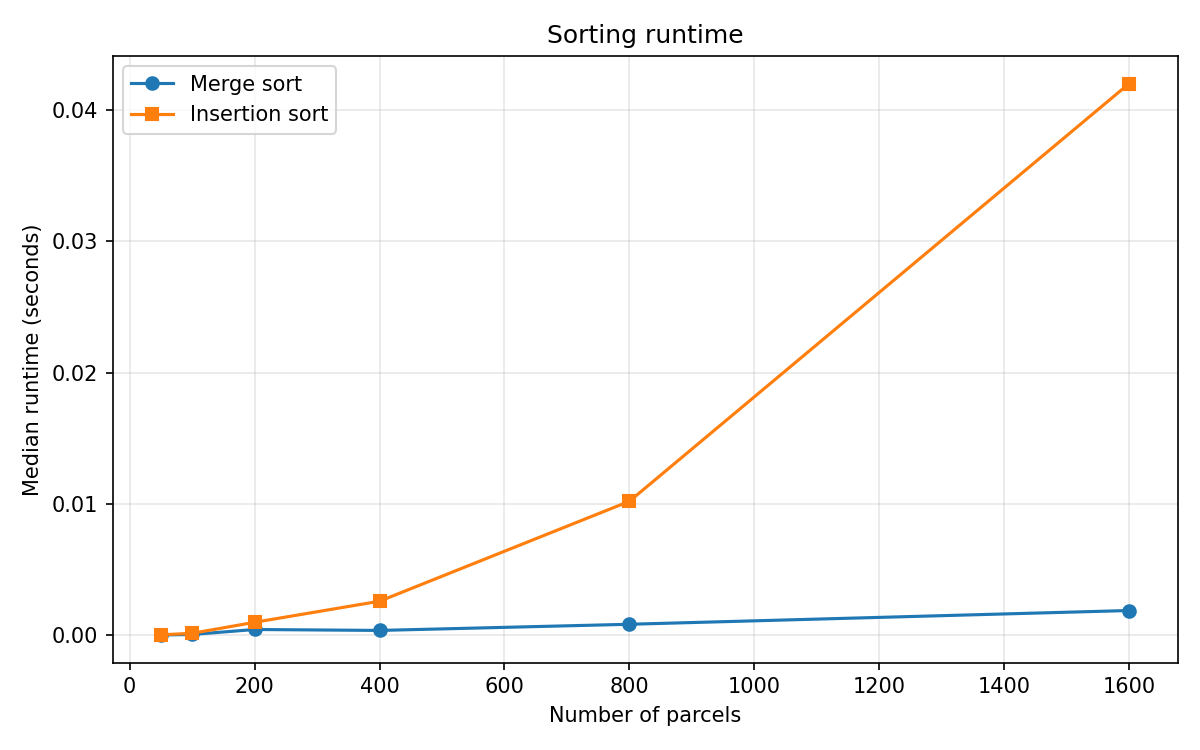 Sorting runtime
Merge sort
Insertion sort
Median runtime (seconds)
0.04
0.03
0.02
0.01
0.00
0 200 400 600 800 1000 1200 1400 1600
Number of parcels